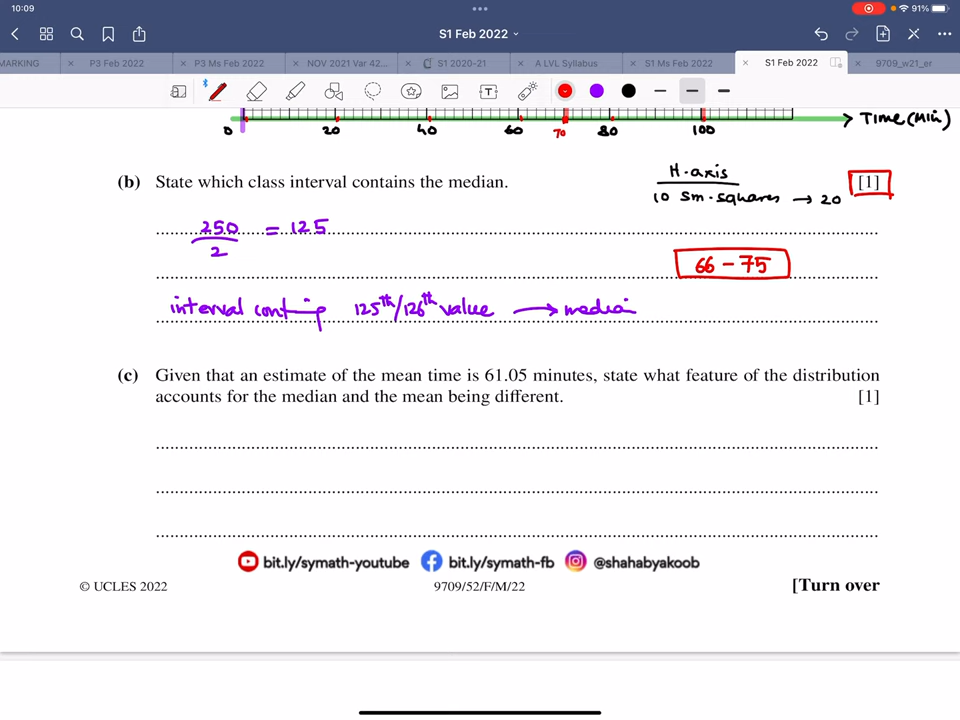 10:09
91%
S1 Feb 2022
MARKING
P3 Feb 2022
P3 Ms Feb 2022
NOV 2021 Var 42...
S1 2020-21
A LVL Syllabus
S1 Ms Feb 2022
S1 Feb 2022
9709_w21_er
0 20 40 60 70 80 100 Time (Min)
(b) State which class interval contains the median. [1]
H.axis
10 Sm.squares → 20
250/2 = 125
66 – 75
interval conting 125th/126th value → media
(c) Given that an estimate of the mean time is 61.05 minutes, state what feature of the distribution
accounts for the median and the mean being different. [1]
bit.ly/symath-youtube bit.ly/symath-fb @shahabyakoob
© UCLES 2022 9709/52/F/M/22 [Turn over